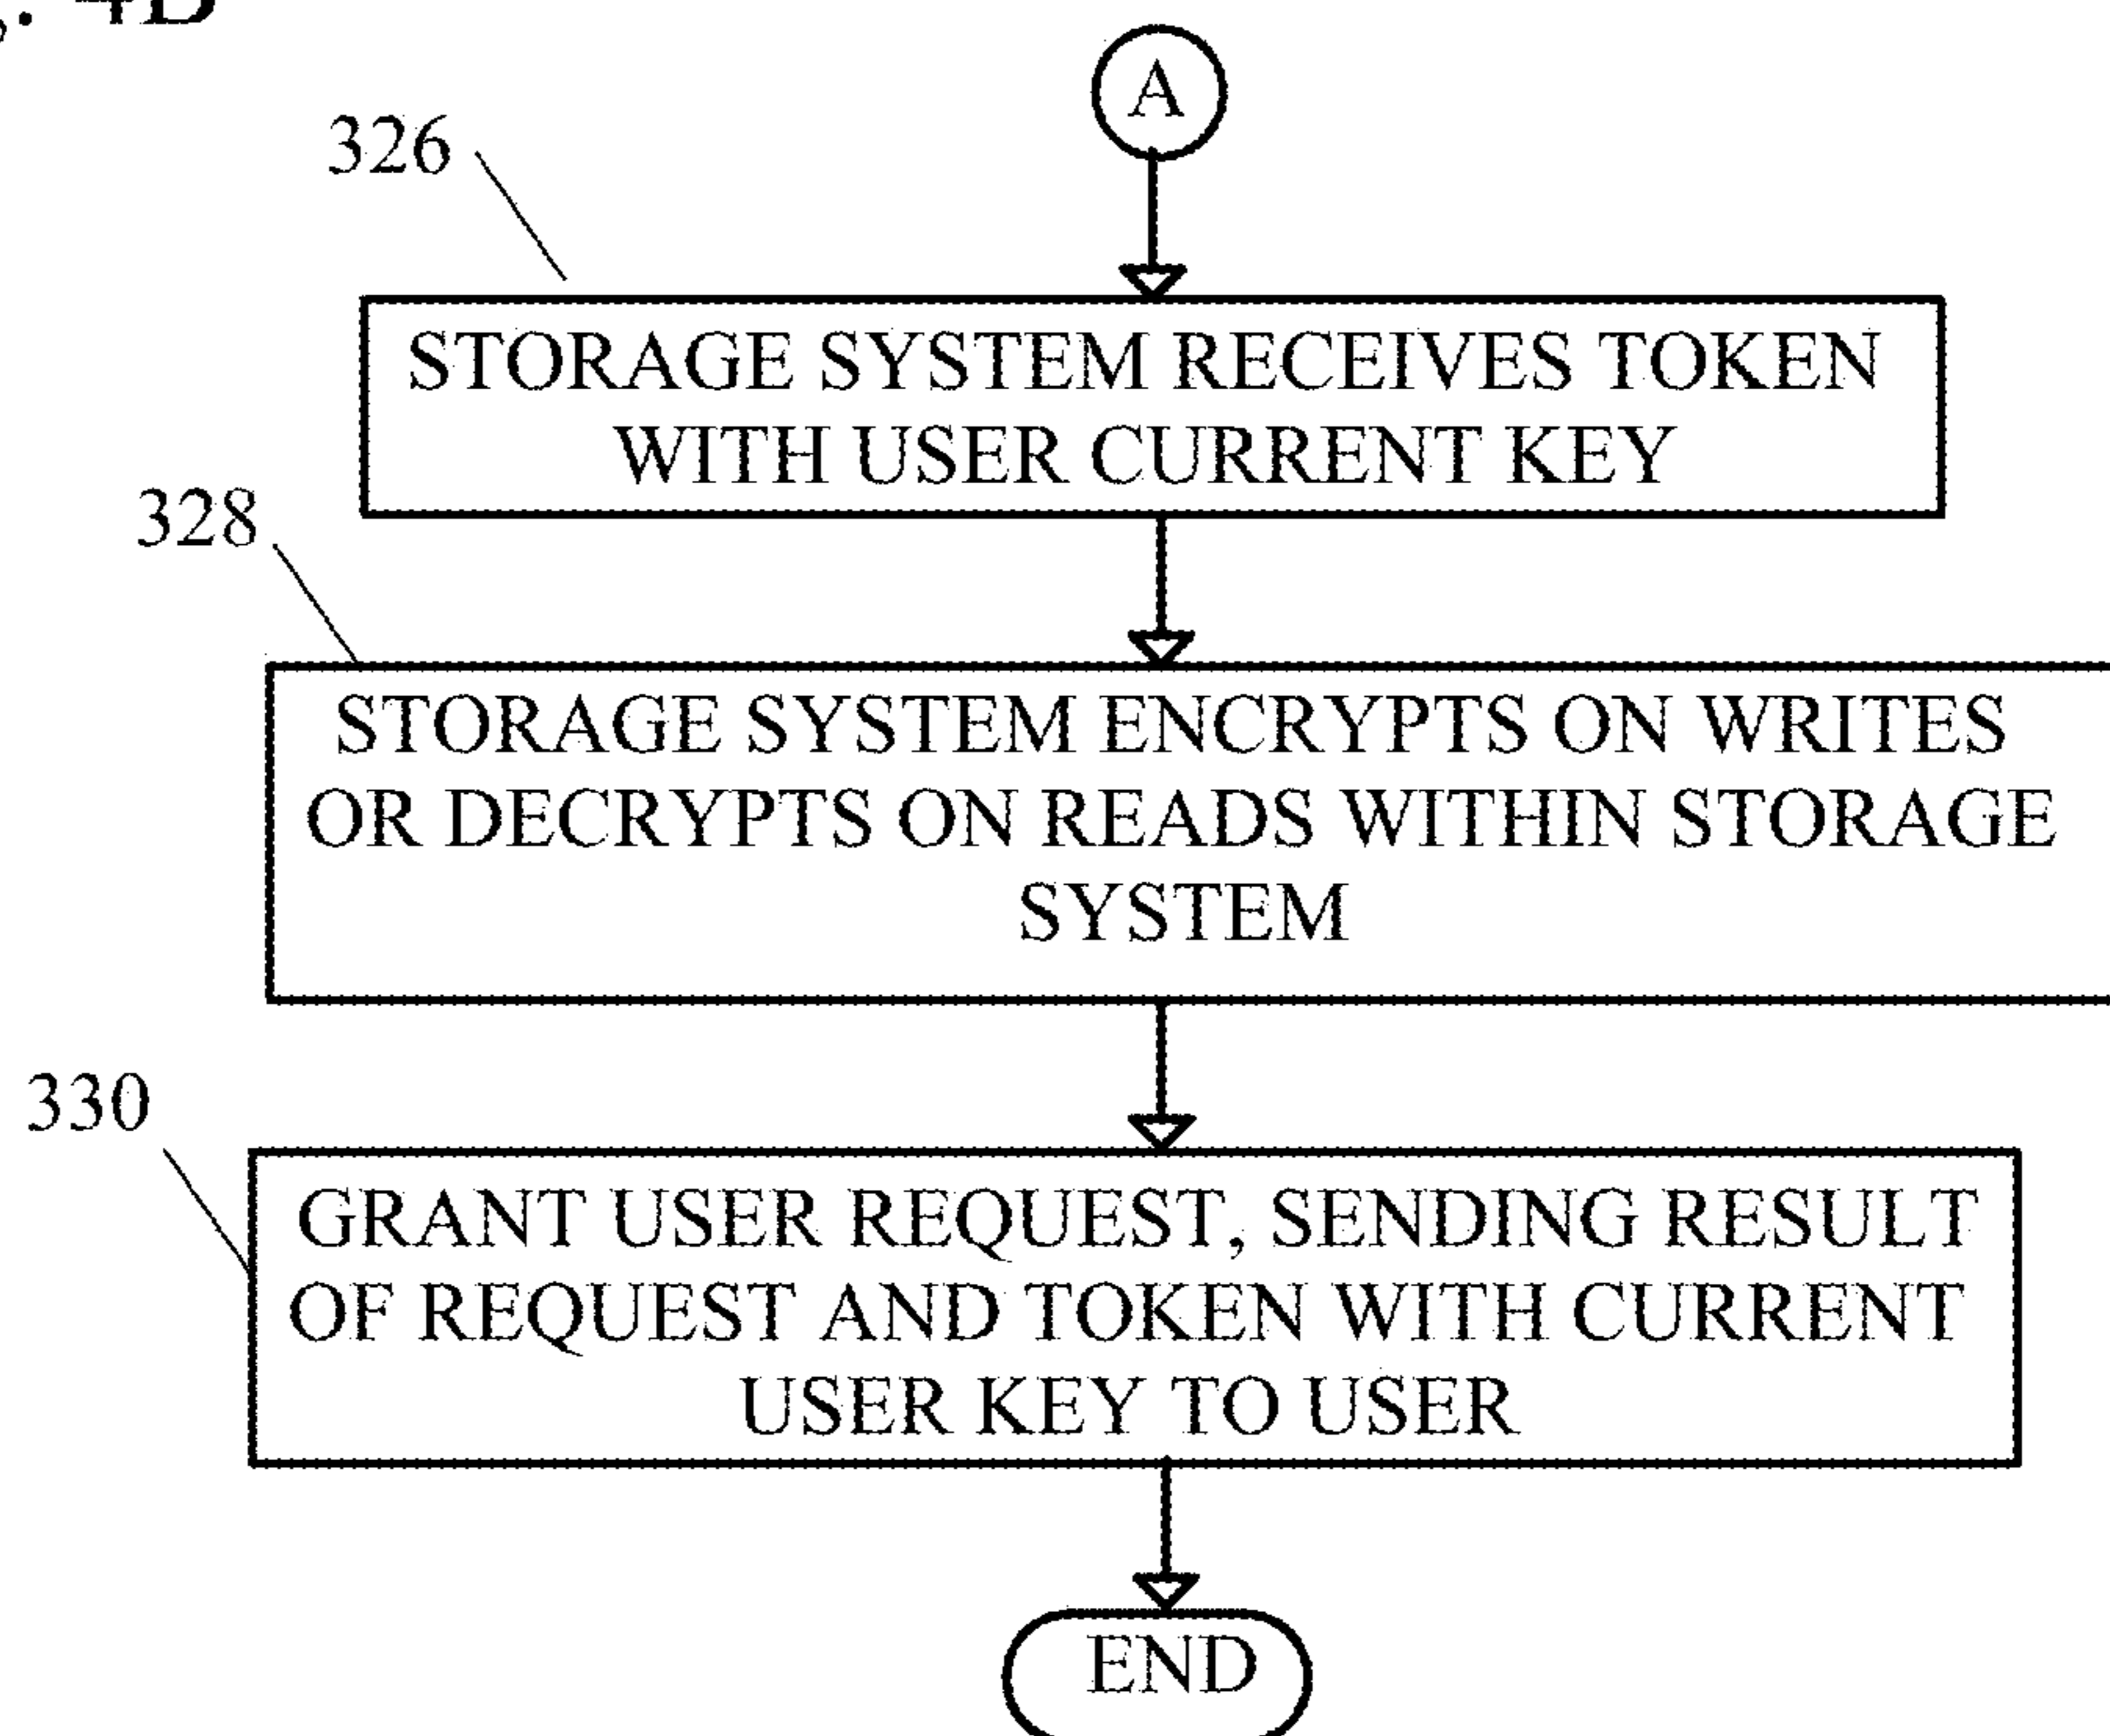 4B
A
326
STORAGE SYSTEM RECEIVES TOKEN
WITH USER CURRENT KEY
328
STORAGE SYSTEM ENCRYPTS ON WRITES
OR DECRYPTS ON READS WITHIN STORAGE
SYSTEM
330
GRANT USER REQUEST, SENDING RESULT
OF REQUEST AND TOKEN WITH CURRENT
USER KEY TO USER
END